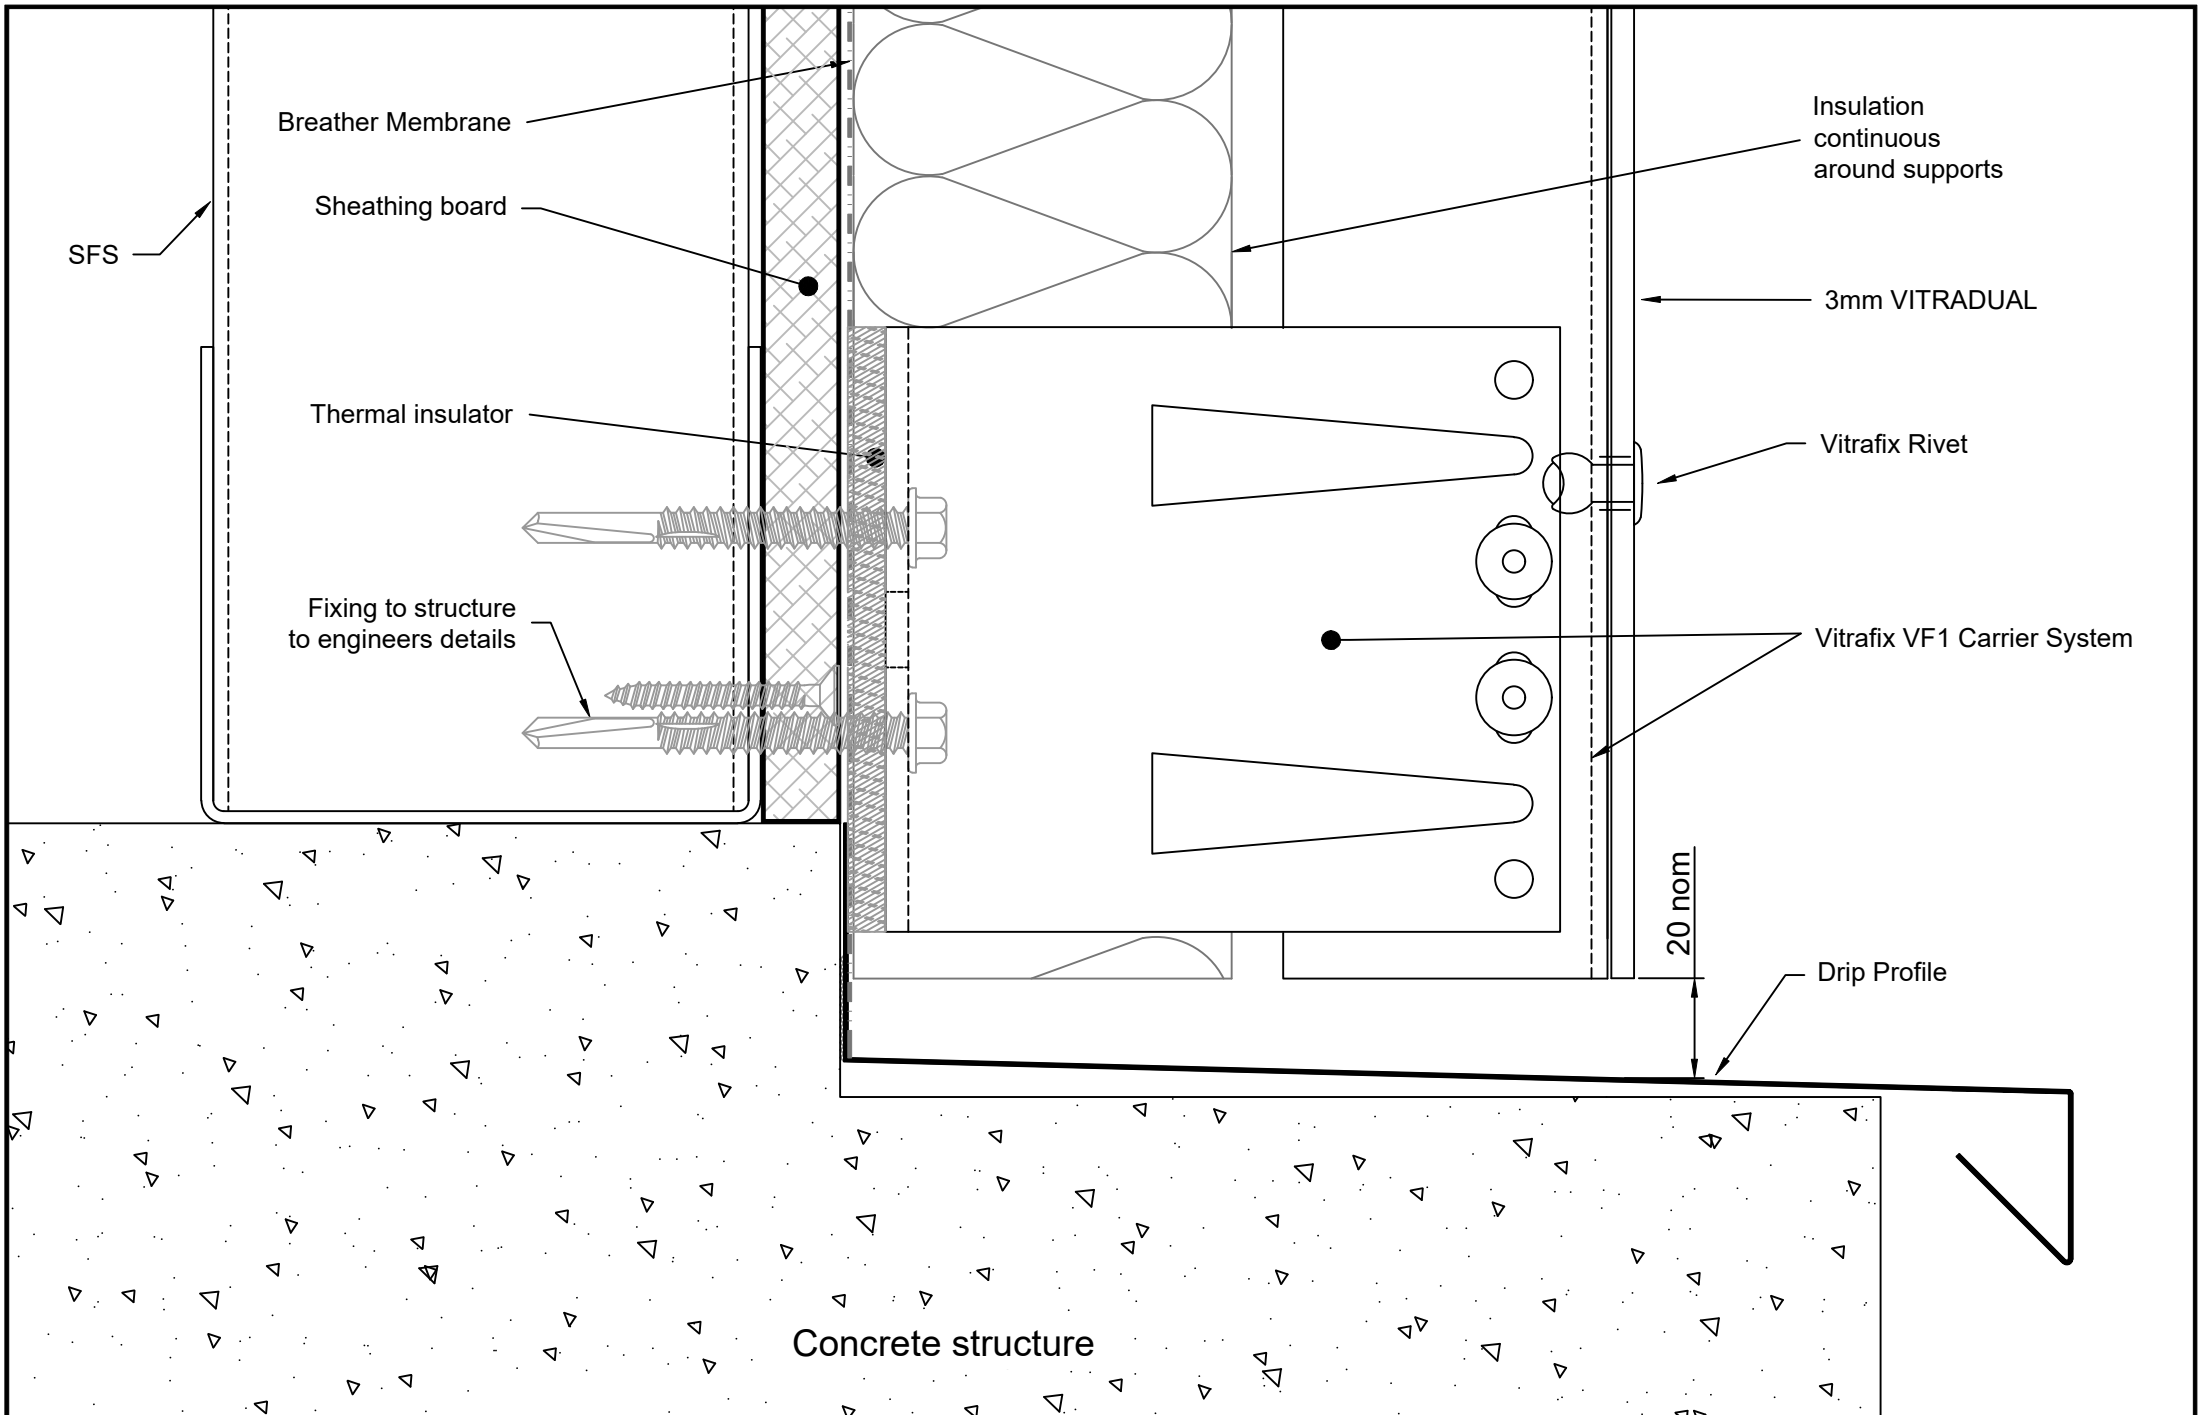 Breather Membrane
Sheathing board
SFS
Thermal insulator
Fixing to structure
to engineers details
Insulation
continuous
around supports
3mm VITRADUAL
Vitrafix Rivet
Vitrafix VF1 Carrier System
20 nom
Drip Profile
Concrete structure